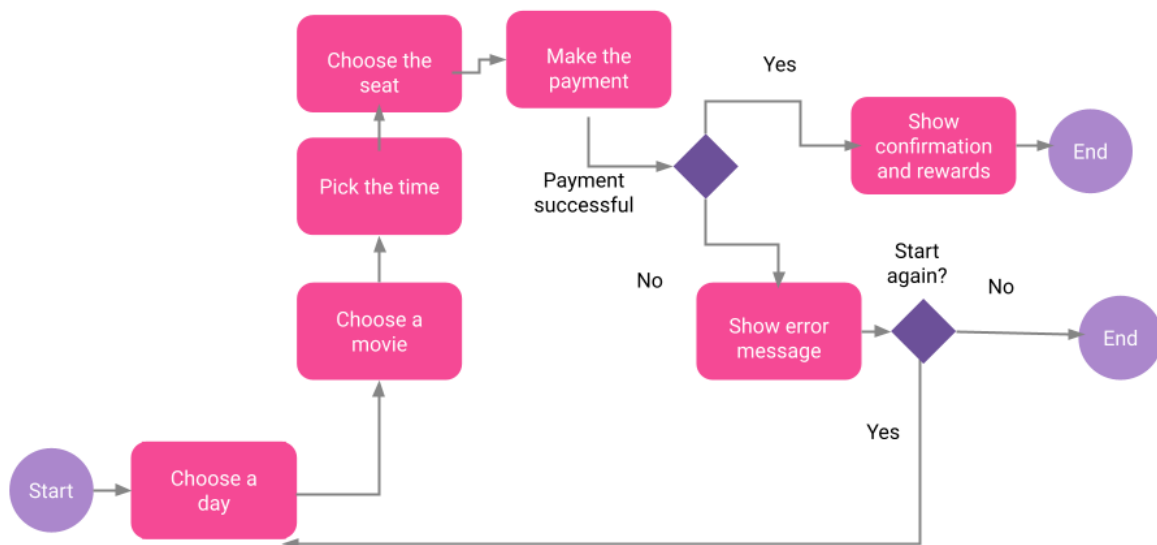 Start
Choose a
day
Choose a
movie
Pick the time
Choose the
seat
Make the
payment
Payment
successful
Yes
Show
confirmation
and rewards
End
No
Show error
message
Start
again?
No
End
Yes